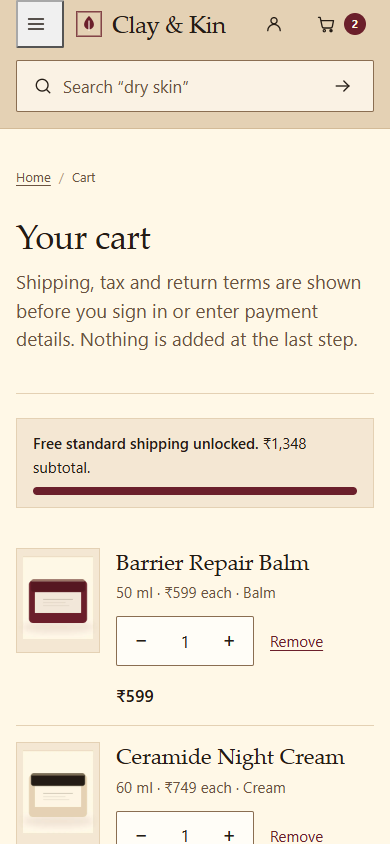 Clay & Kin
2
Search “dry skin”
Home / Cart
Your cart
Shipping, tax and return terms are shown
before you sign in or enter payment
details. Nothing is added at the last step.
Free standard shipping unlocked. ₹1,348
subtotal.
Barrier Repair Balm
50 ml · ₹599 each · Balm
− 1 + Remove
₹599
Ceramide Night Cream
60 ml · ₹749 each · Cream
− 1 + Remove